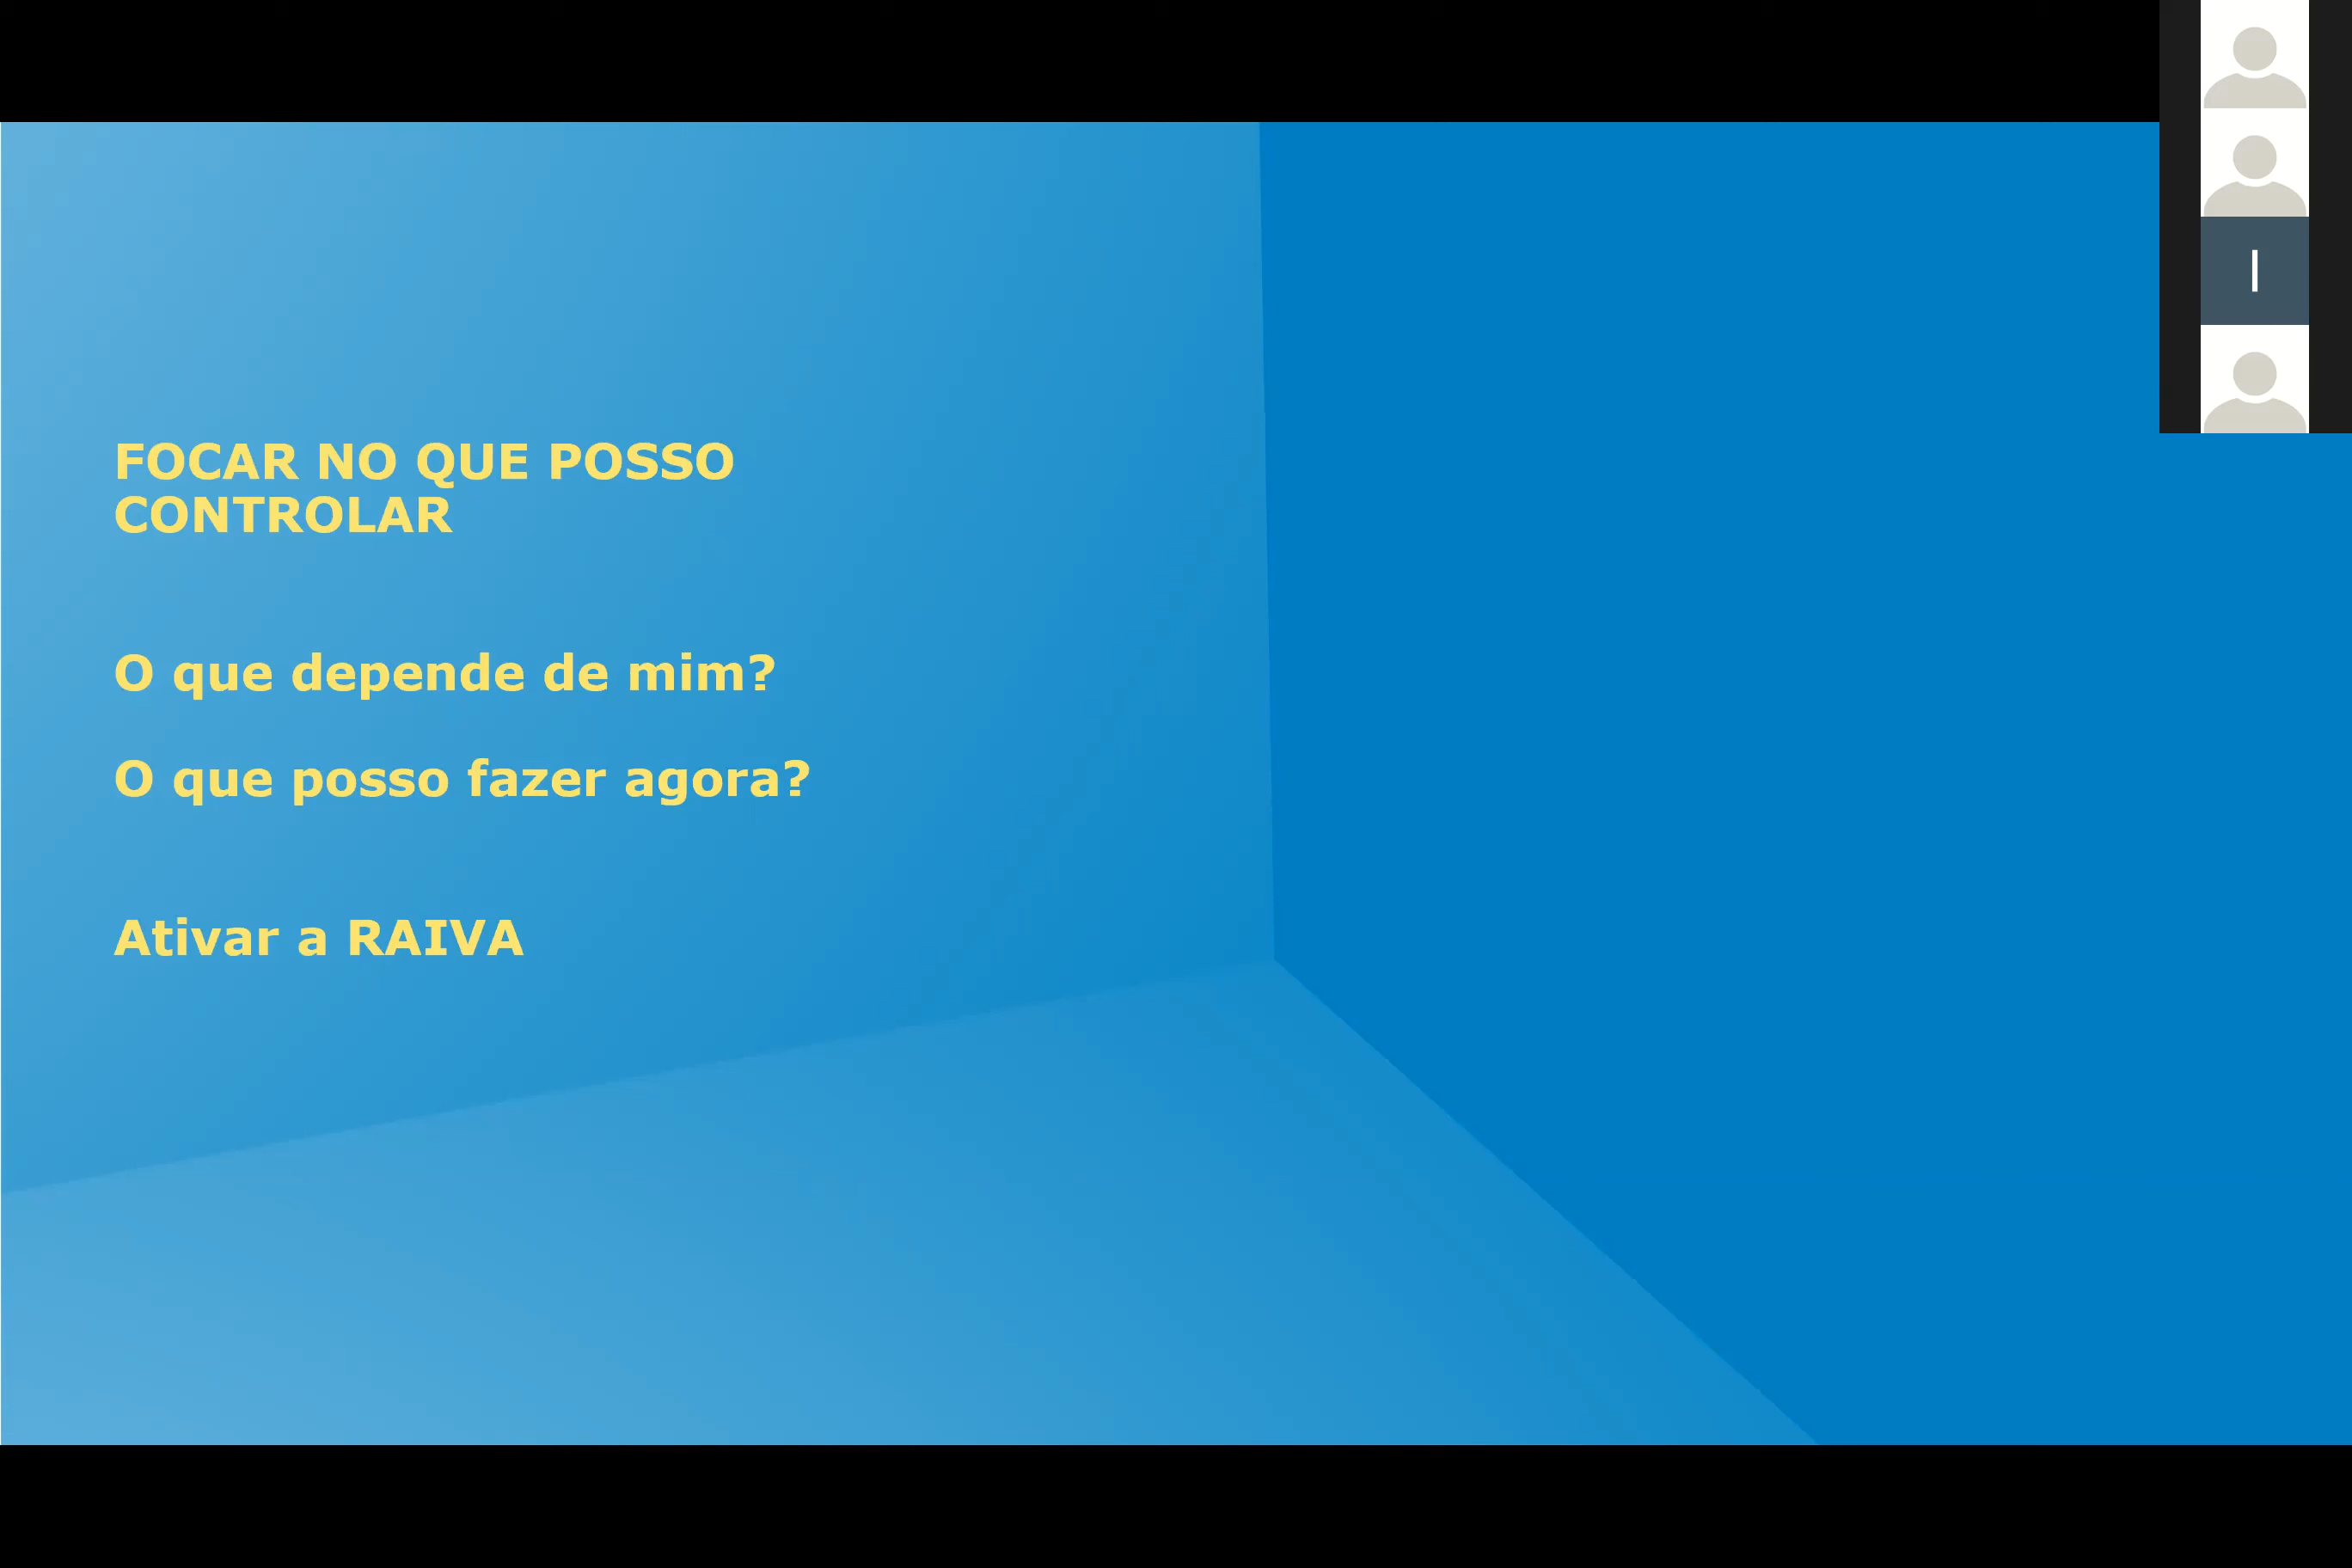 FOCAR NO QUE POSSO
CONTROLAR
O que depende de mim?
O que posso fazer agora?
Ativar a RAIVA
I